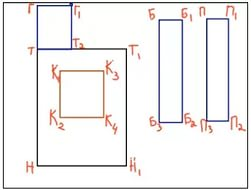 Г Г₁
Т Т₂ Т₁
К К₃
К₂ К₄
Н Н₁
Б Б₁ П П₁
Б₃ Б₂ П₃ П₂